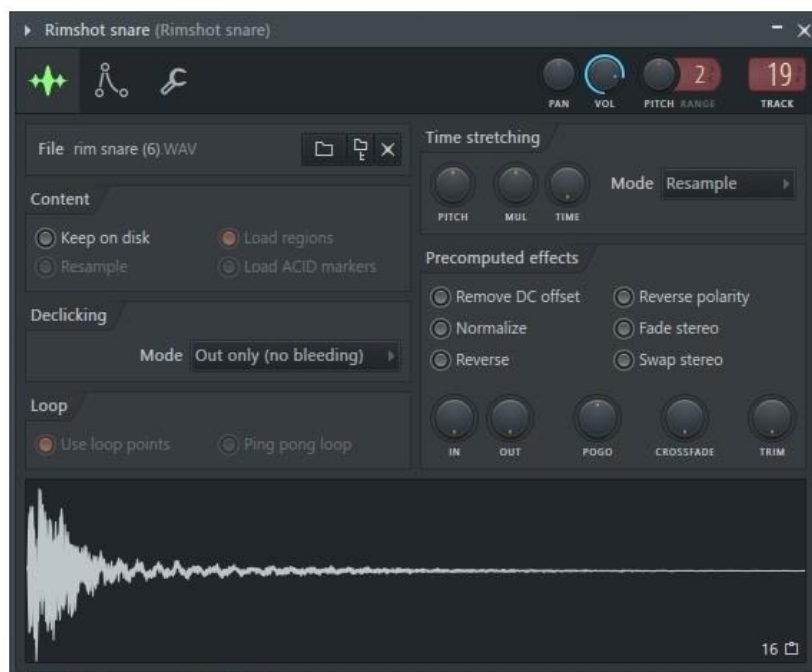 Rimshot snare (Rimshot snare)
2
19
PAN VOL PITCH RANGE TRACK
File rim snare (6).WAV
Content
Keep on disk
Load regions
Resample
Load ACID markers
Declicking
Mode Out only (no bleeding)
Loop
Use loop points
Ping pong loop
Time stretching
PITCH MUL TIME
Mode Resample
Precomputed effects
Remove DC offset
Reverse polarity
Normalize
Fade stereo
Reverse
Swap stereo
IN OUT POGO CROSSFADE TRIM
16